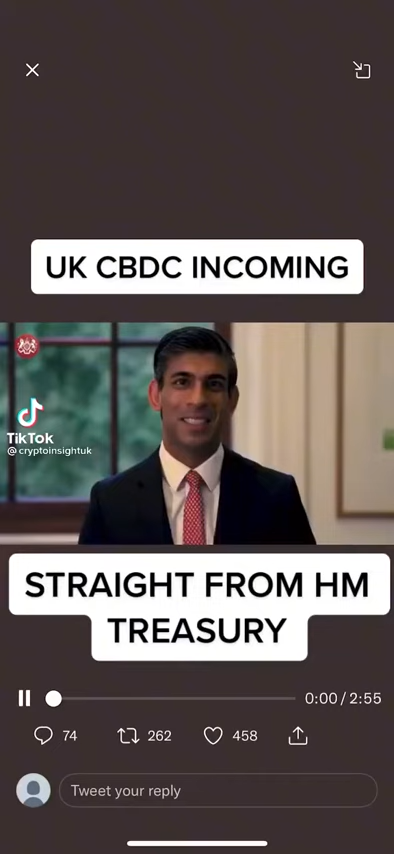 UK CBDC INCOMING
TikTok
@cryptoinsightuk
STRAIGHT FROM HM
TREASURY
0:00/2:55
74
262
458
Tweet your reply